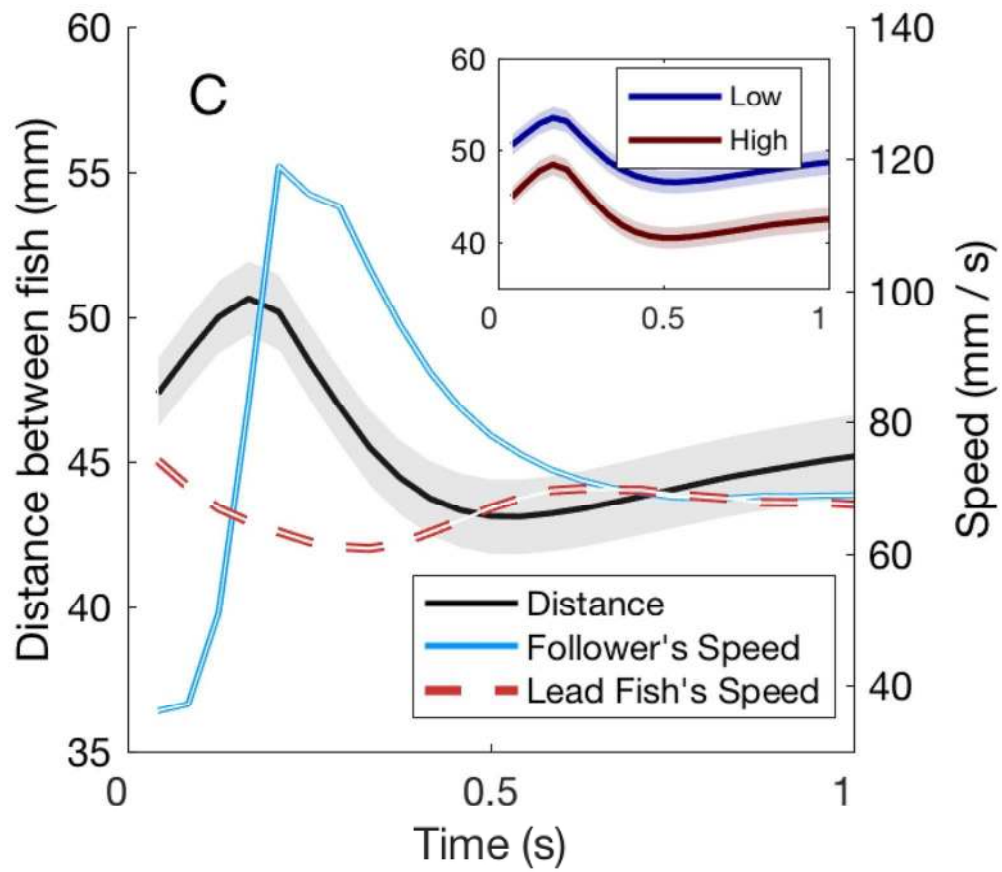 C
Distance between fish (mm)
60
55
50
45
40
35
0
0.5
1
Time (s)
140
120
100
80
60
40
Speed (mm / s)
60
50
40
0
0.5
1
Low
High
Distance
Follower's Speed
Lead Fish's Speed